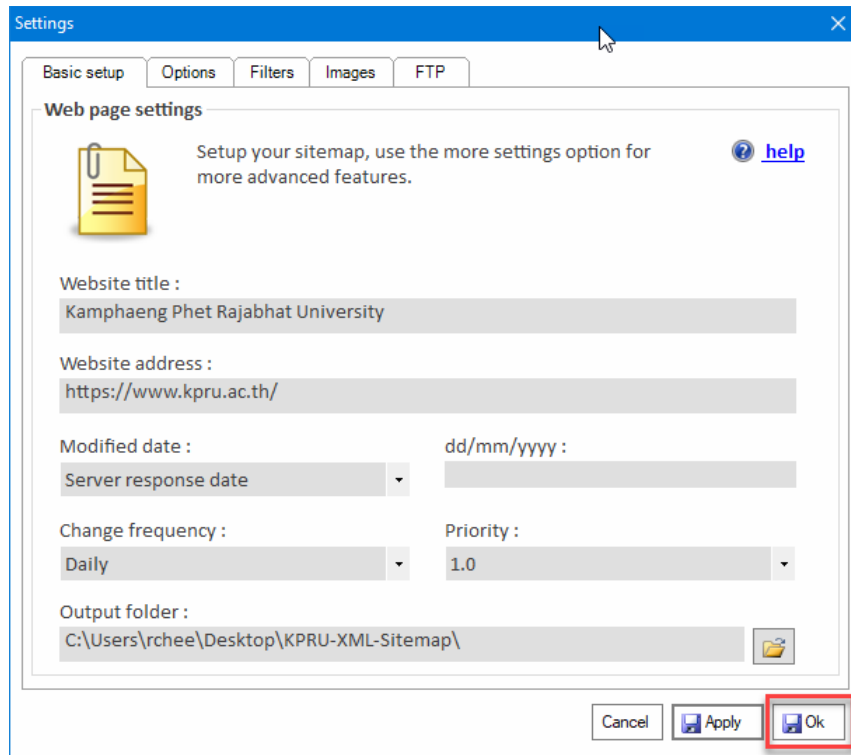 Settings
Basic setup Options Filters Images FTP
Web page settings
Setup your sitemap, use the more settings option for
more advanced features.
help
Website title :
Kamphaeng Phet Rajabhat University
Website address :
https://www.kpru.ac.th/
Modified date : dd/mm/yyyy :
Server response date
Change frequency : Priority :
Daily 1.0
Output folder :
C:\Users\rchee\Desktop\KPRU-XML-Sitemap\
Cancel Apply Ok